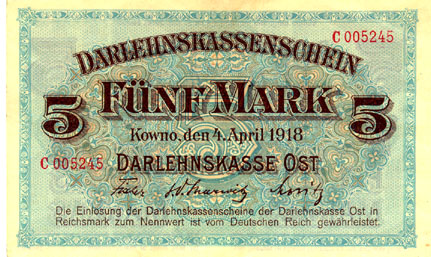 C 005245
DARLEHNSKASSENSCHEIN
5 FÜNF MARK 5
Kowno, den 4. April 1918
C 005245 DARLEHNSKASSE OST
Die Einlösung der Darlehnskassenscheine der Darlehnskasse Ost in
Reichsmark zum Nennwert ist vom Deutschen Reich gewährleistet.